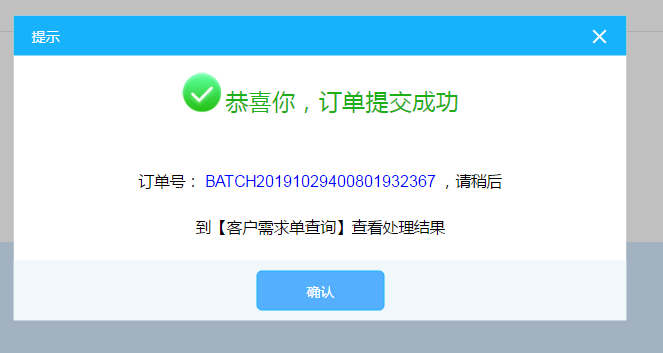 提示
恭喜你，订单提交成功
订单号： BATCH20191029400801932367 ，请稍后
到【客户需求单查询】查看处理结果
确认